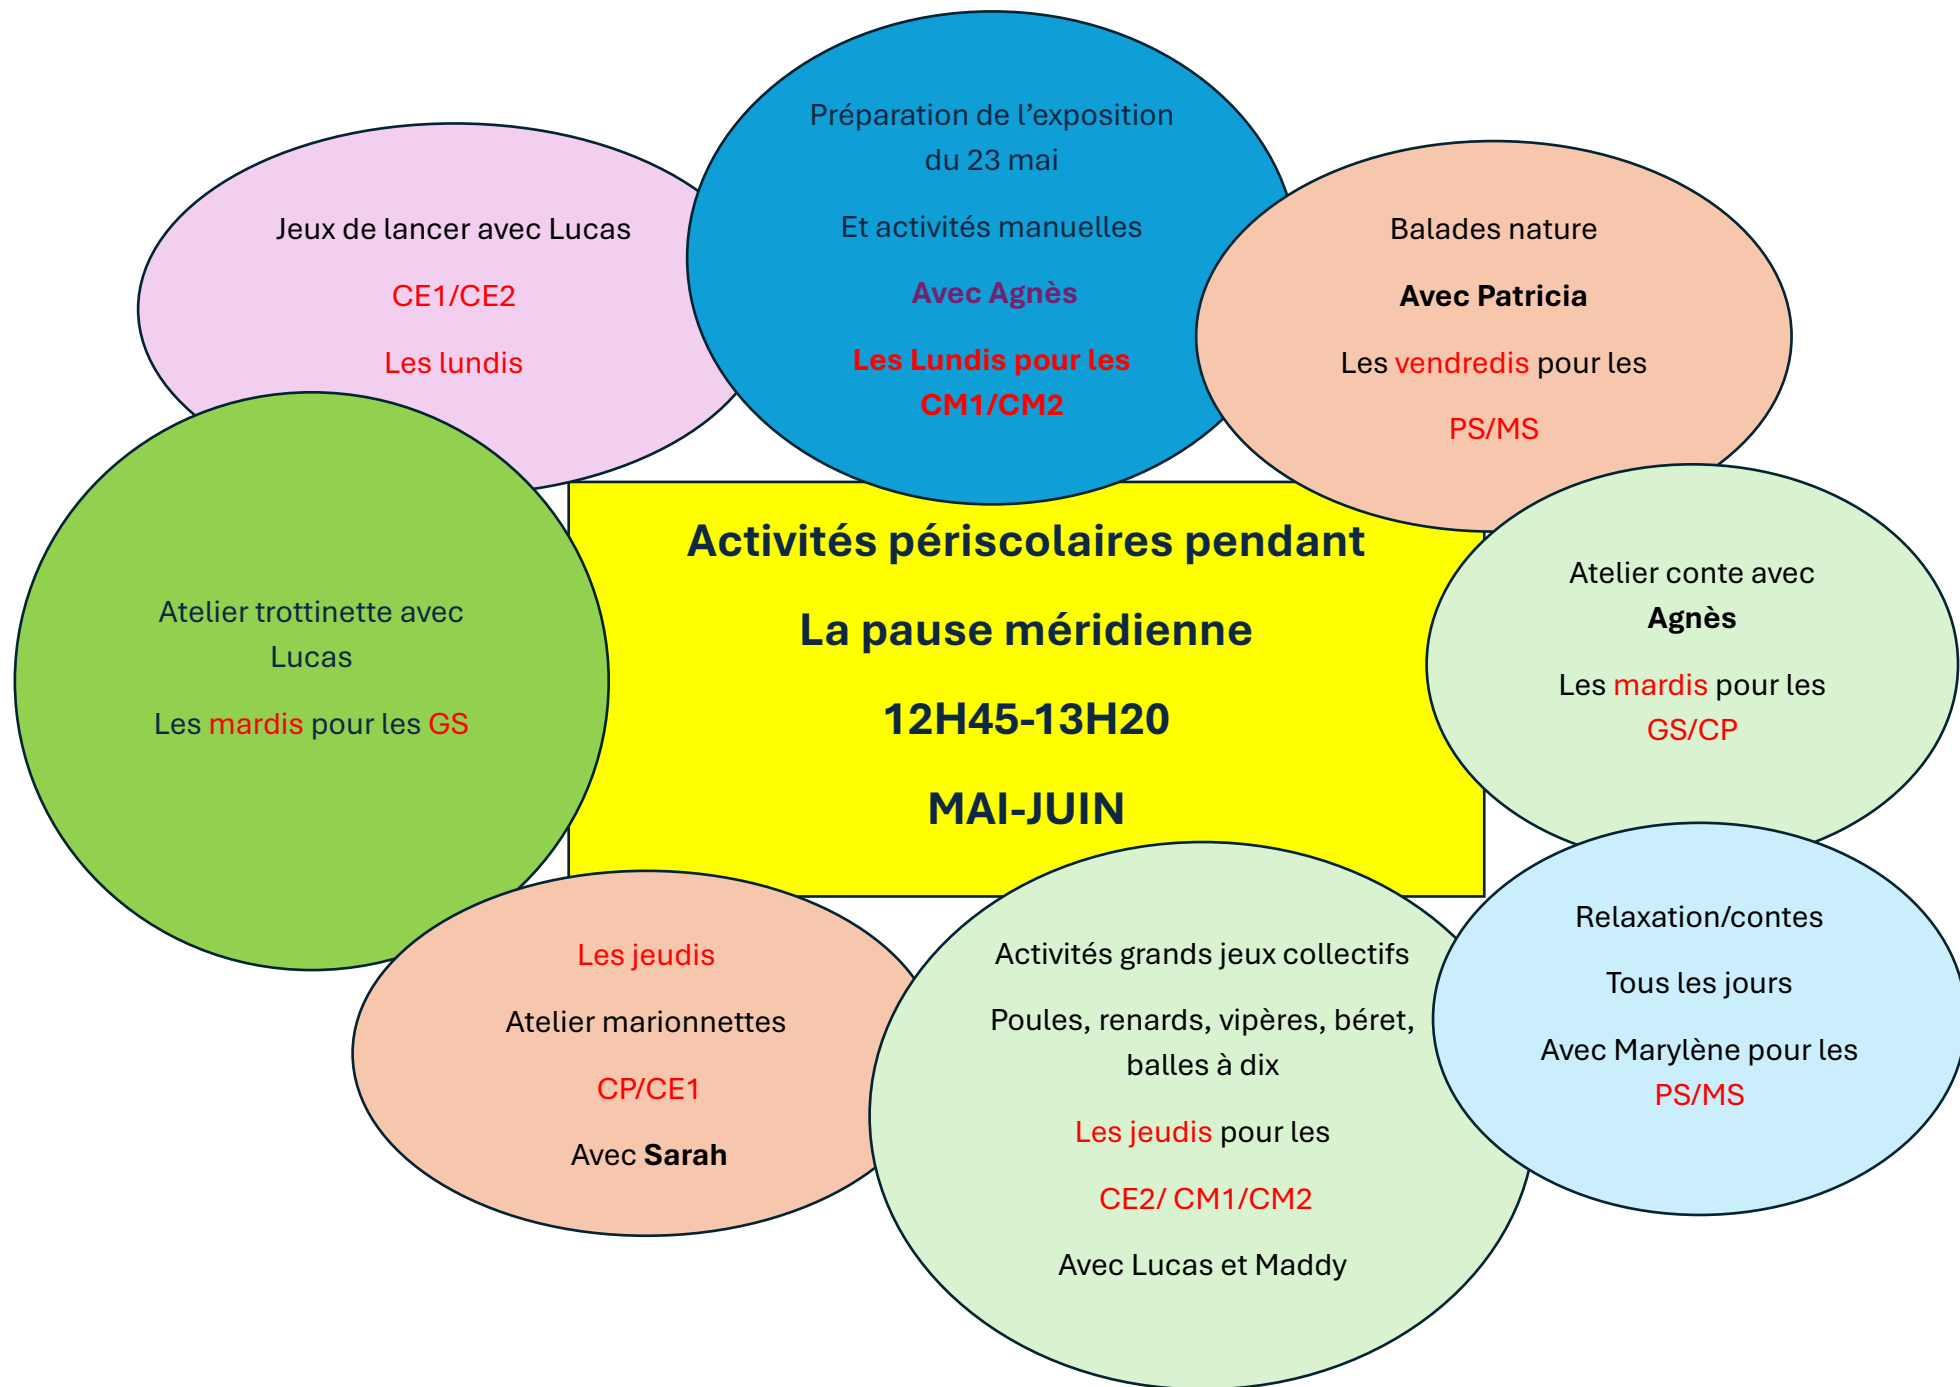 Préparation de l’exposition
du 23 mai
Et activités manuelles
Avec Agnès
Les Lundis pour les
CM1/CM2
Jeux de lancer avec Lucas
CE1/CE2
Les lundis
Balades nature
Avec Patricia
Les vendredis pour les
PS/MS
Activités périscolaires pendant
La pause méridienne
12H45-13H20
MAI-JUIN
Atelier trottinette avec
Lucas
Les mardis pour les GS
Atelier conte avec
Agnès
Les mardis pour les
GS/CP
Les jeudis
Atelier marionnettes
CP/CE1
Avec Sarah
Activités grands jeux collectifs
Poules, renards, vipères, béret,
balles à dix
Les jeudis pour les
CE2/ CM1/CM2
Avec Lucas et Maddy
Relaxation/contes
Tous les jours
Avec Marylène pour les
PS/MS